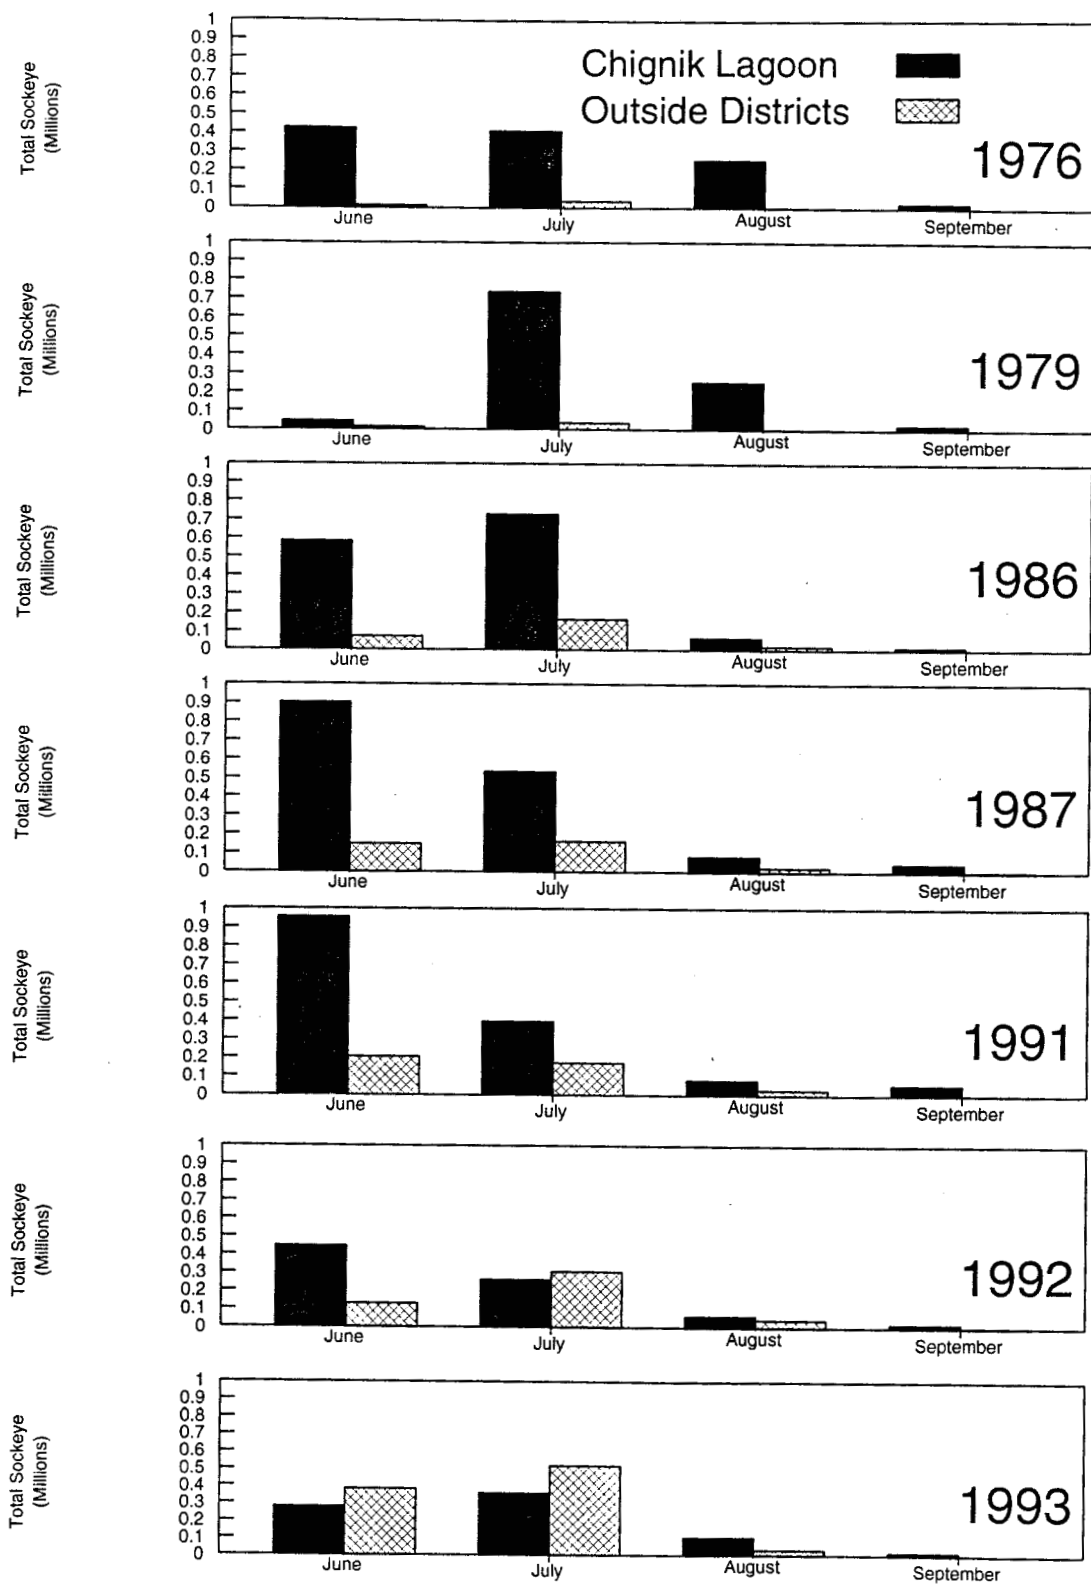 Total Sockeye
(Millions)
1
0.9
0.8
0.7
0.6
0.5
0.4
0.3
0.2
0.1
0
Chignik Lagoon
Outside Districts
1976
June
July
August
September
Total Sockeye
(Millions)
1
0.9
0.8
0.7
0.6
0.5
0.4
0.3
0.2
0.1
0
1979
June
July
August
September
Total Sockeye
(Millions)
1
0.9
0.8
0.7
0.6
0.5
0.4
0.3
0.2
0.1
0
1986
June
July
August
September
Total Sockeye
(Millions)
1
0.9
0.8
0.7
0.6
0.5
0.4
0.3
0.2
0.1
0
1987
June
July
August
September
Total Sockeye
(Millions)
1
0.9
0.8
0.7
0.6
0.5
0.4
0.3
0.2
0.1
0
1991
June
July
August
September
Total Sockeye
(Millions)
1
0.9
0.8
0.7
0.6
0.5
0.4
0.3
0.2
0.1
0
1992
June
July
August
September
Total Sockeye
(Millions)
1
0.9
0.8
0.7
0.6
0.5
0.4
0.3
0.2
0.1
0
1993
June
July
August
September